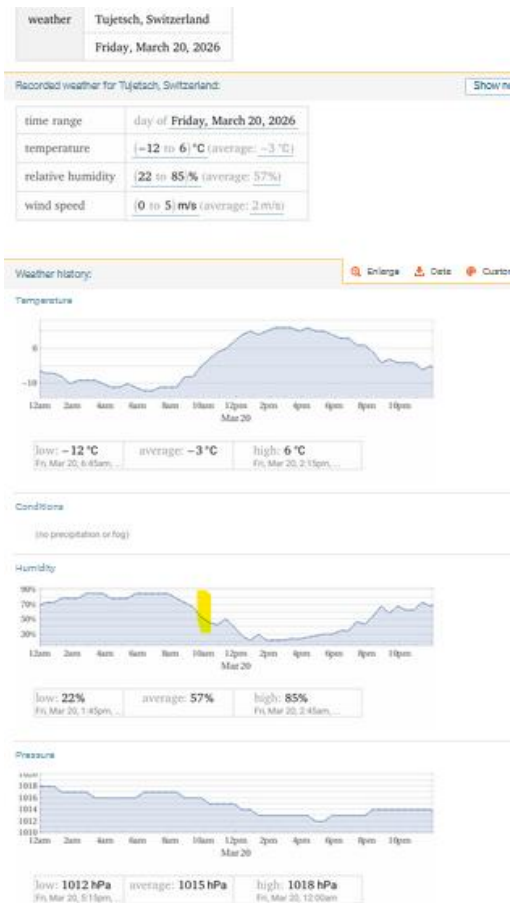 weather Tujetsch, Switzerland
Friday, March 20, 2026
Recorded weather for Tujetsch, Switzerland: Show
time range day of Friday, March 20, 2026
temperature (−12 to 6) °C (average: −3 °C)
relative humidity (22 to 85)% (average: 57%)
wind speed (0 to 5) m/s (average: 2 m/s)
Weather history: Enlarge Data
Temperature
0
−10
12am 2am 4am 6am 8am 10am 12pm 2pm 4pm 6pm 8pm 10pm
Mar 20
low: −12 °C average: −3 °C high: 6 °C
Fri, Mar 20, 6:45am, ... Fri, Mar 20, 2:15pm, ...
Conditions
(no precipitation or fog)
Humidity
90%
70%
50%
30%
12am 2am 4am 6am 8am 10am 12pm 2pm 4pm 6pm 8pm 10pm
Mar 20
low: 22% average: 57% high: 85%
Fri, Mar 20, 1:45pm, ... Fri, Mar 20, 2:45am, ...
Pressure
1018
1016
1014
1012
1010
12am 2am 4am 6am 8am 10am 12pm 2pm 4pm 6pm 8pm 10pm
Mar 20
low: 1012 hPa average: 1015 hPa high: 1018 hPa
Fri, Mar 20, 5:15pm, Fri, Mar 20, 12:00am